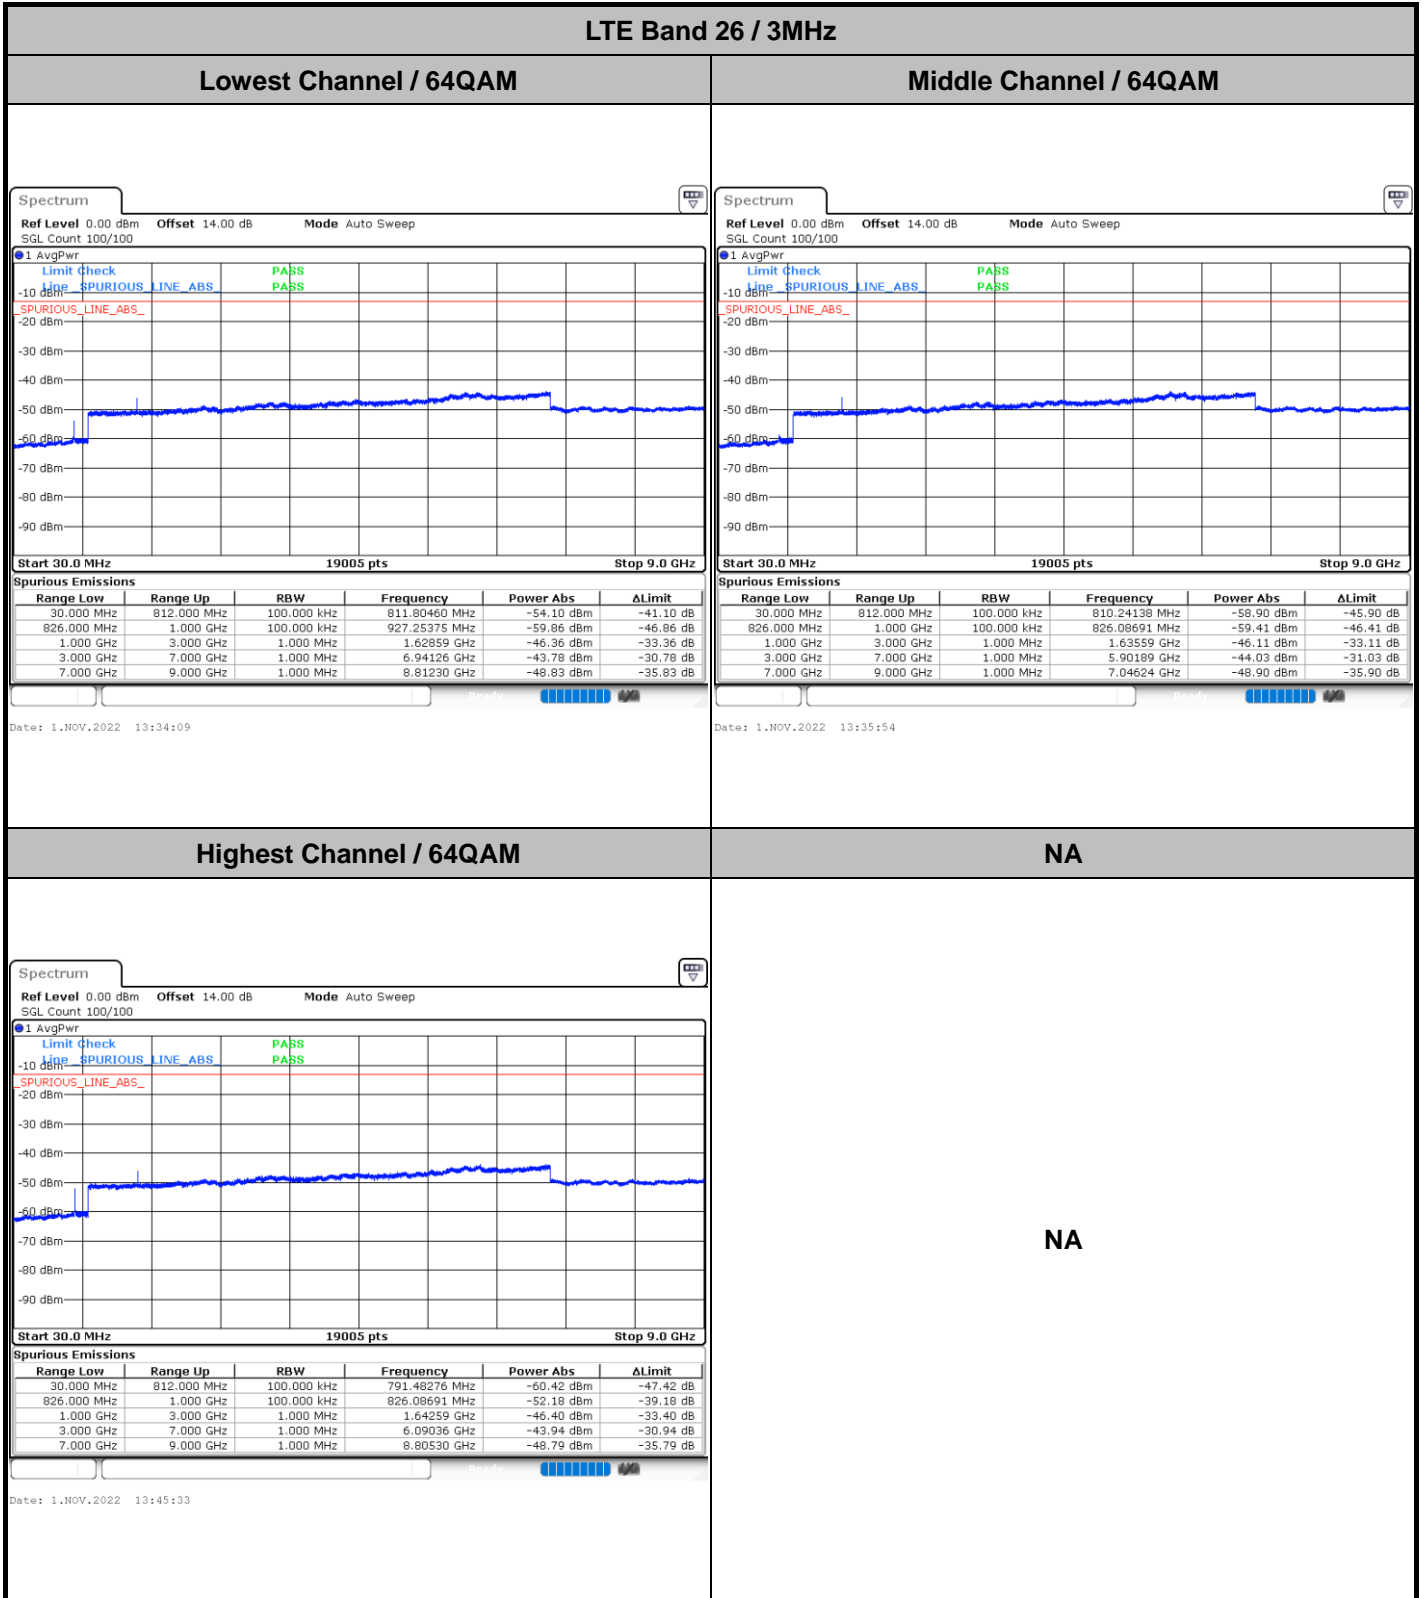 LTE Band 26 / 3MHz
Lowest Channel / 64QAM
Middle Channel / 64QAM
Spectrum
Ref Level 0.00 dBm Offset 14.00 dB Mode Auto Sweep
SGL Count 100/100
1 AvgPwr
Limit Check PASS
Line _SPURIOUS_LINE_ABS_ PASS
-10 dBm
_SPURIOUS_LINE_ABS_
-20 dBm
-30 dBm
-40 dBm
-50 dBm
-60 dBm
-70 dBm
-80 dBm
-90 dBm
Start 30.0 MHz 19005 pts Stop 9.0 GHz
Spurious Emissions
Range Low Range Up RBW Frequency Power Abs ΔLimit
30.000 MHz 812.000 MHz 100.000 kHz 811.80460 MHz -54.10 dBm -41.10 dB
826.000 MHz 1.000 GHz 100.000 kHz 927.25375 MHz -59.86 dBm -46.86 dB
1.000 GHz 3.000 GHz 1.000 MHz 1.62859 GHz -46.36 dBm -33.36 dB
3.000 GHz 7.000 GHz 1.000 MHz 6.94126 GHz -43.78 dBm -30.78 dB
7.000 GHz 9.000 GHz 1.000 MHz 8.81230 GHz -48.83 dBm -35.83 dB
Ready
Date: 1.NOV.2022 13:34:09
Spectrum
Ref Level 0.00 dBm Offset 14.00 dB Mode Auto Sweep
SGL Count 100/100
1 AvgPwr
Limit Check PASS
Line _SPURIOUS_LINE_ABS_ PASS
-10 dBm
_SPURIOUS_LINE_ABS_
-20 dBm
-30 dBm
-40 dBm
-50 dBm
-60 dBm
-70 dBm
-80 dBm
-90 dBm
Start 30.0 MHz 19005 pts Stop 9.0 GHz
Spurious Emissions
Range Low Range Up RBW Frequency Power Abs ΔLimit
30.000 MHz 812.000 MHz 100.000 kHz 810.24138 MHz -58.90 dBm -45.90 dB
826.000 MHz 1.000 GHz 100.000 kHz 826.08691 MHz -59.41 dBm -46.41 dB
1.000 GHz 3.000 GHz 1.000 MHz 1.63559 GHz -46.11 dBm -33.11 dB
3.000 GHz 7.000 GHz 1.000 MHz 5.90189 GHz -44.03 dBm -31.03 dB
7.000 GHz 9.000 GHz 1.000 MHz 7.04624 GHz -48.90 dBm -35.90 dB
Ready
Date: 1.NOV.2022 13:35:54
Highest Channel / 64QAM
NA
Spectrum
Ref Level 0.00 dBm Offset 14.00 dB Mode Auto Sweep
SGL Count 100/100
1 AvgPwr
Limit Check PASS
Line _SPURIOUS_LINE_ABS_ PASS
-10 dBm
_SPURIOUS_LINE_ABS_
-20 dBm
-30 dBm
-40 dBm
-50 dBm
-60 dBm
-70 dBm
-80 dBm
-90 dBm
Start 30.0 MHz 19005 pts Stop 9.0 GHz
Spurious Emissions
Range Low Range Up RBW Frequency Power Abs ΔLimit
30.000 MHz 812.000 MHz 100.000 kHz 791.48276 MHz -60.42 dBm -47.42 dB
826.000 MHz 1.000 GHz 100.000 kHz 826.08691 MHz -52.18 dBm -39.18 dB
1.000 GHz 3.000 GHz 1.000 MHz 1.64259 GHz -46.40 dBm -33.40 dB
3.000 GHz 7.000 GHz 1.000 MHz 6.09036 GHz -43.94 dBm -30.94 dB
7.000 GHz 9.000 GHz 1.000 MHz 8.80530 GHz -48.79 dBm -35.79 dB
Ready
Date: 1.NOV.2022 13:45:33
NA